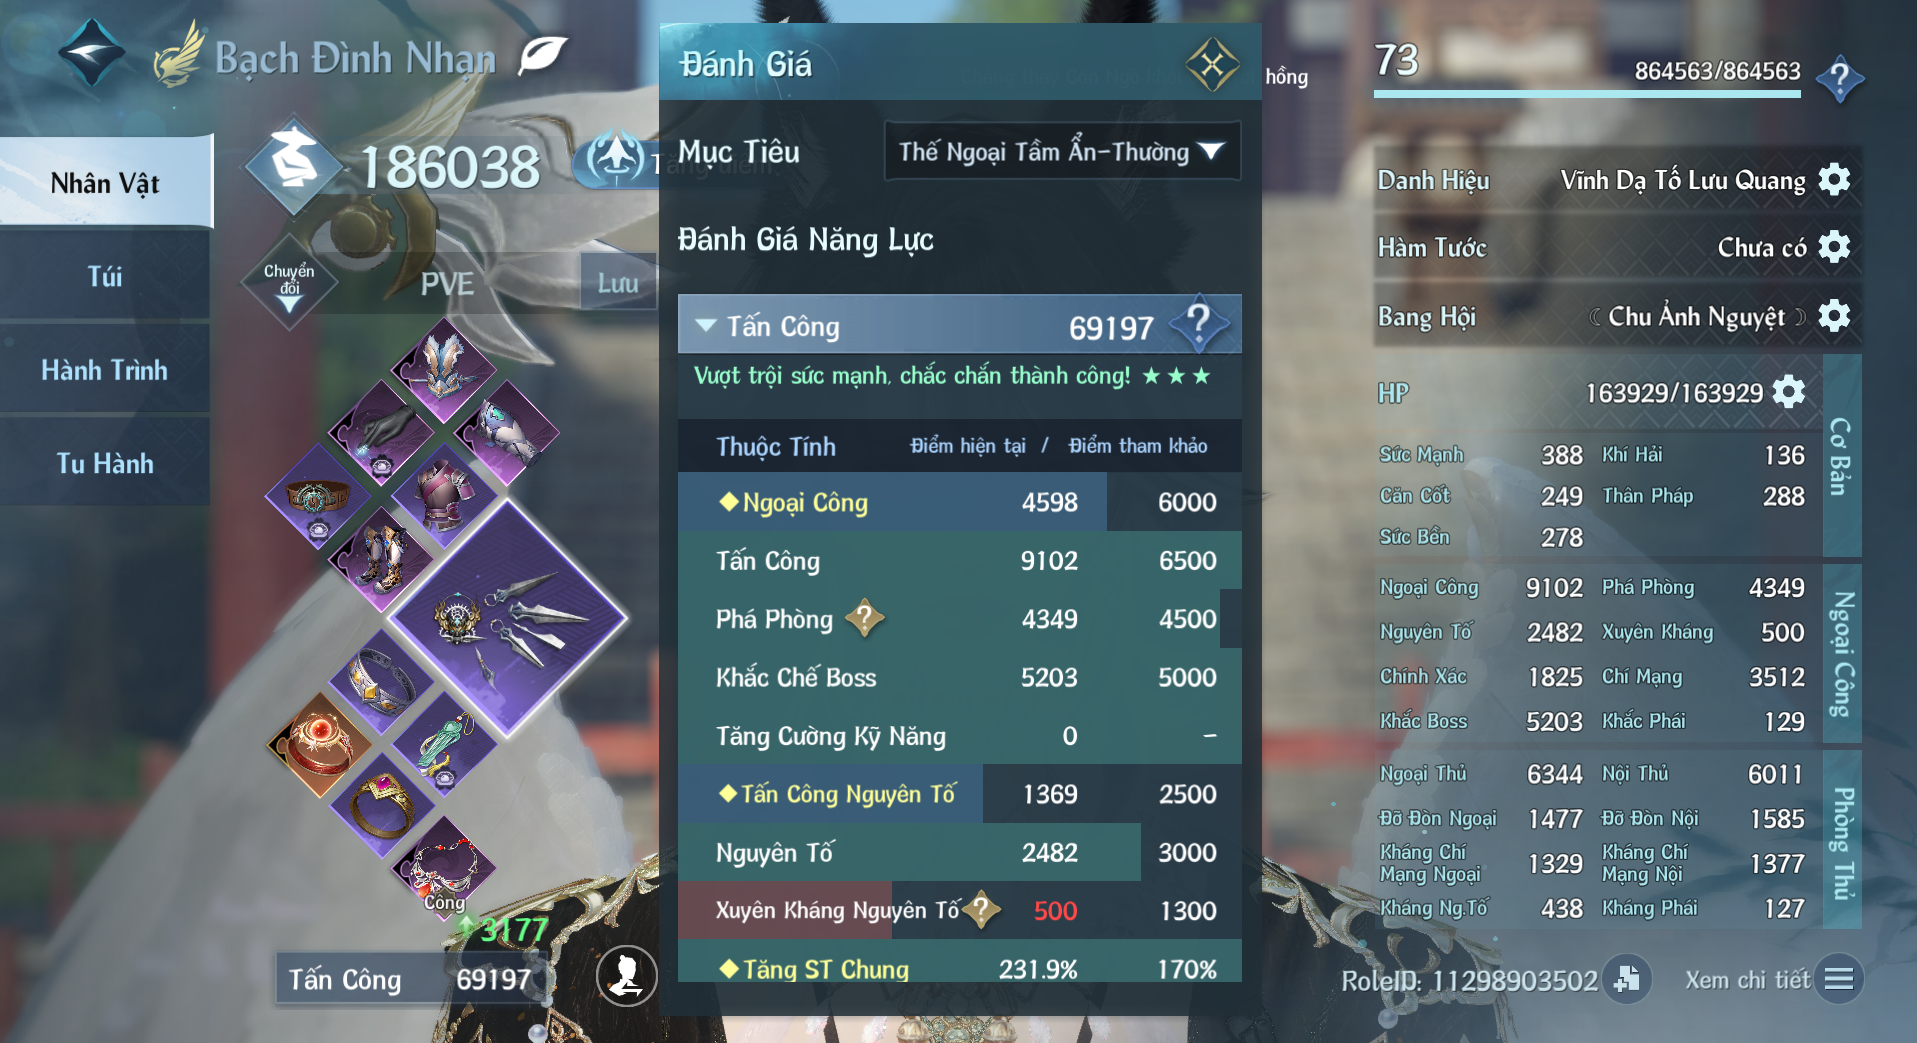 Bạch Đình Nhạn
Nhân Vật
Túi
Hành Trình
Tu Hành
186038
Chuyển đổi
PVE
Lưu
Công
3177
Tấn Công 69197
Đánh Giá
hồng
Mục Tiêu Thế Ngoại Tầm Ẩn-Thường
Đánh Giá Năng Lực
Tấn Công 69197
Vượt trội sức mạnh, chắc chắn thành công! ★ ★ ★
Thuộc Tính Điểm hiện tại / Điểm tham khảo
Ngoại Công 4598 6000
Tấn Công 9102 6500
Phá Phòng 4349 4500
Khắc Chế Boss 5203 5000
Tăng Cường Kỹ Năng 0 –
Tấn Công Nguyên Tố 1369 2500
Nguyên Tố 2482 3000
Xuyên Kháng Nguyên Tố 500 1300
Tăng ST Chung 231.9% 170%
73 864563/864563
Danh Hiệu Vĩnh Dạ Tố Lưu Quang
Hàm Tước Chưa có
Bang Hội ☾Chu Ảnh Nguyệt☽
HP 163929/163929
Cơ Bản
Sức Mạnh 388 Khí Hải 136
Căn Cốt 249 Thân Pháp 288
Sức Bền 278
Ngoại Công
Ngoại Công 9102 Phá Phòng 4349
Nguyên Tố 2482 Xuyên Kháng 500
Chính Xác 1825 Chí Mạng 3512
Khắc Boss 5203 Khắc Phái 129
Phòng Thủ
Ngoại Thủ 6344 Nội Thủ 6011
Đỡ Đòn Ngoại 1477 Đỡ Đòn Nội 1585
Kháng Chí Mạng Ngoại 1329 Kháng Chí Mạng Nội 1377
Kháng Ng.Tố 438 Kháng Phái 127
RoleID: 11298903502 Xem chi tiết